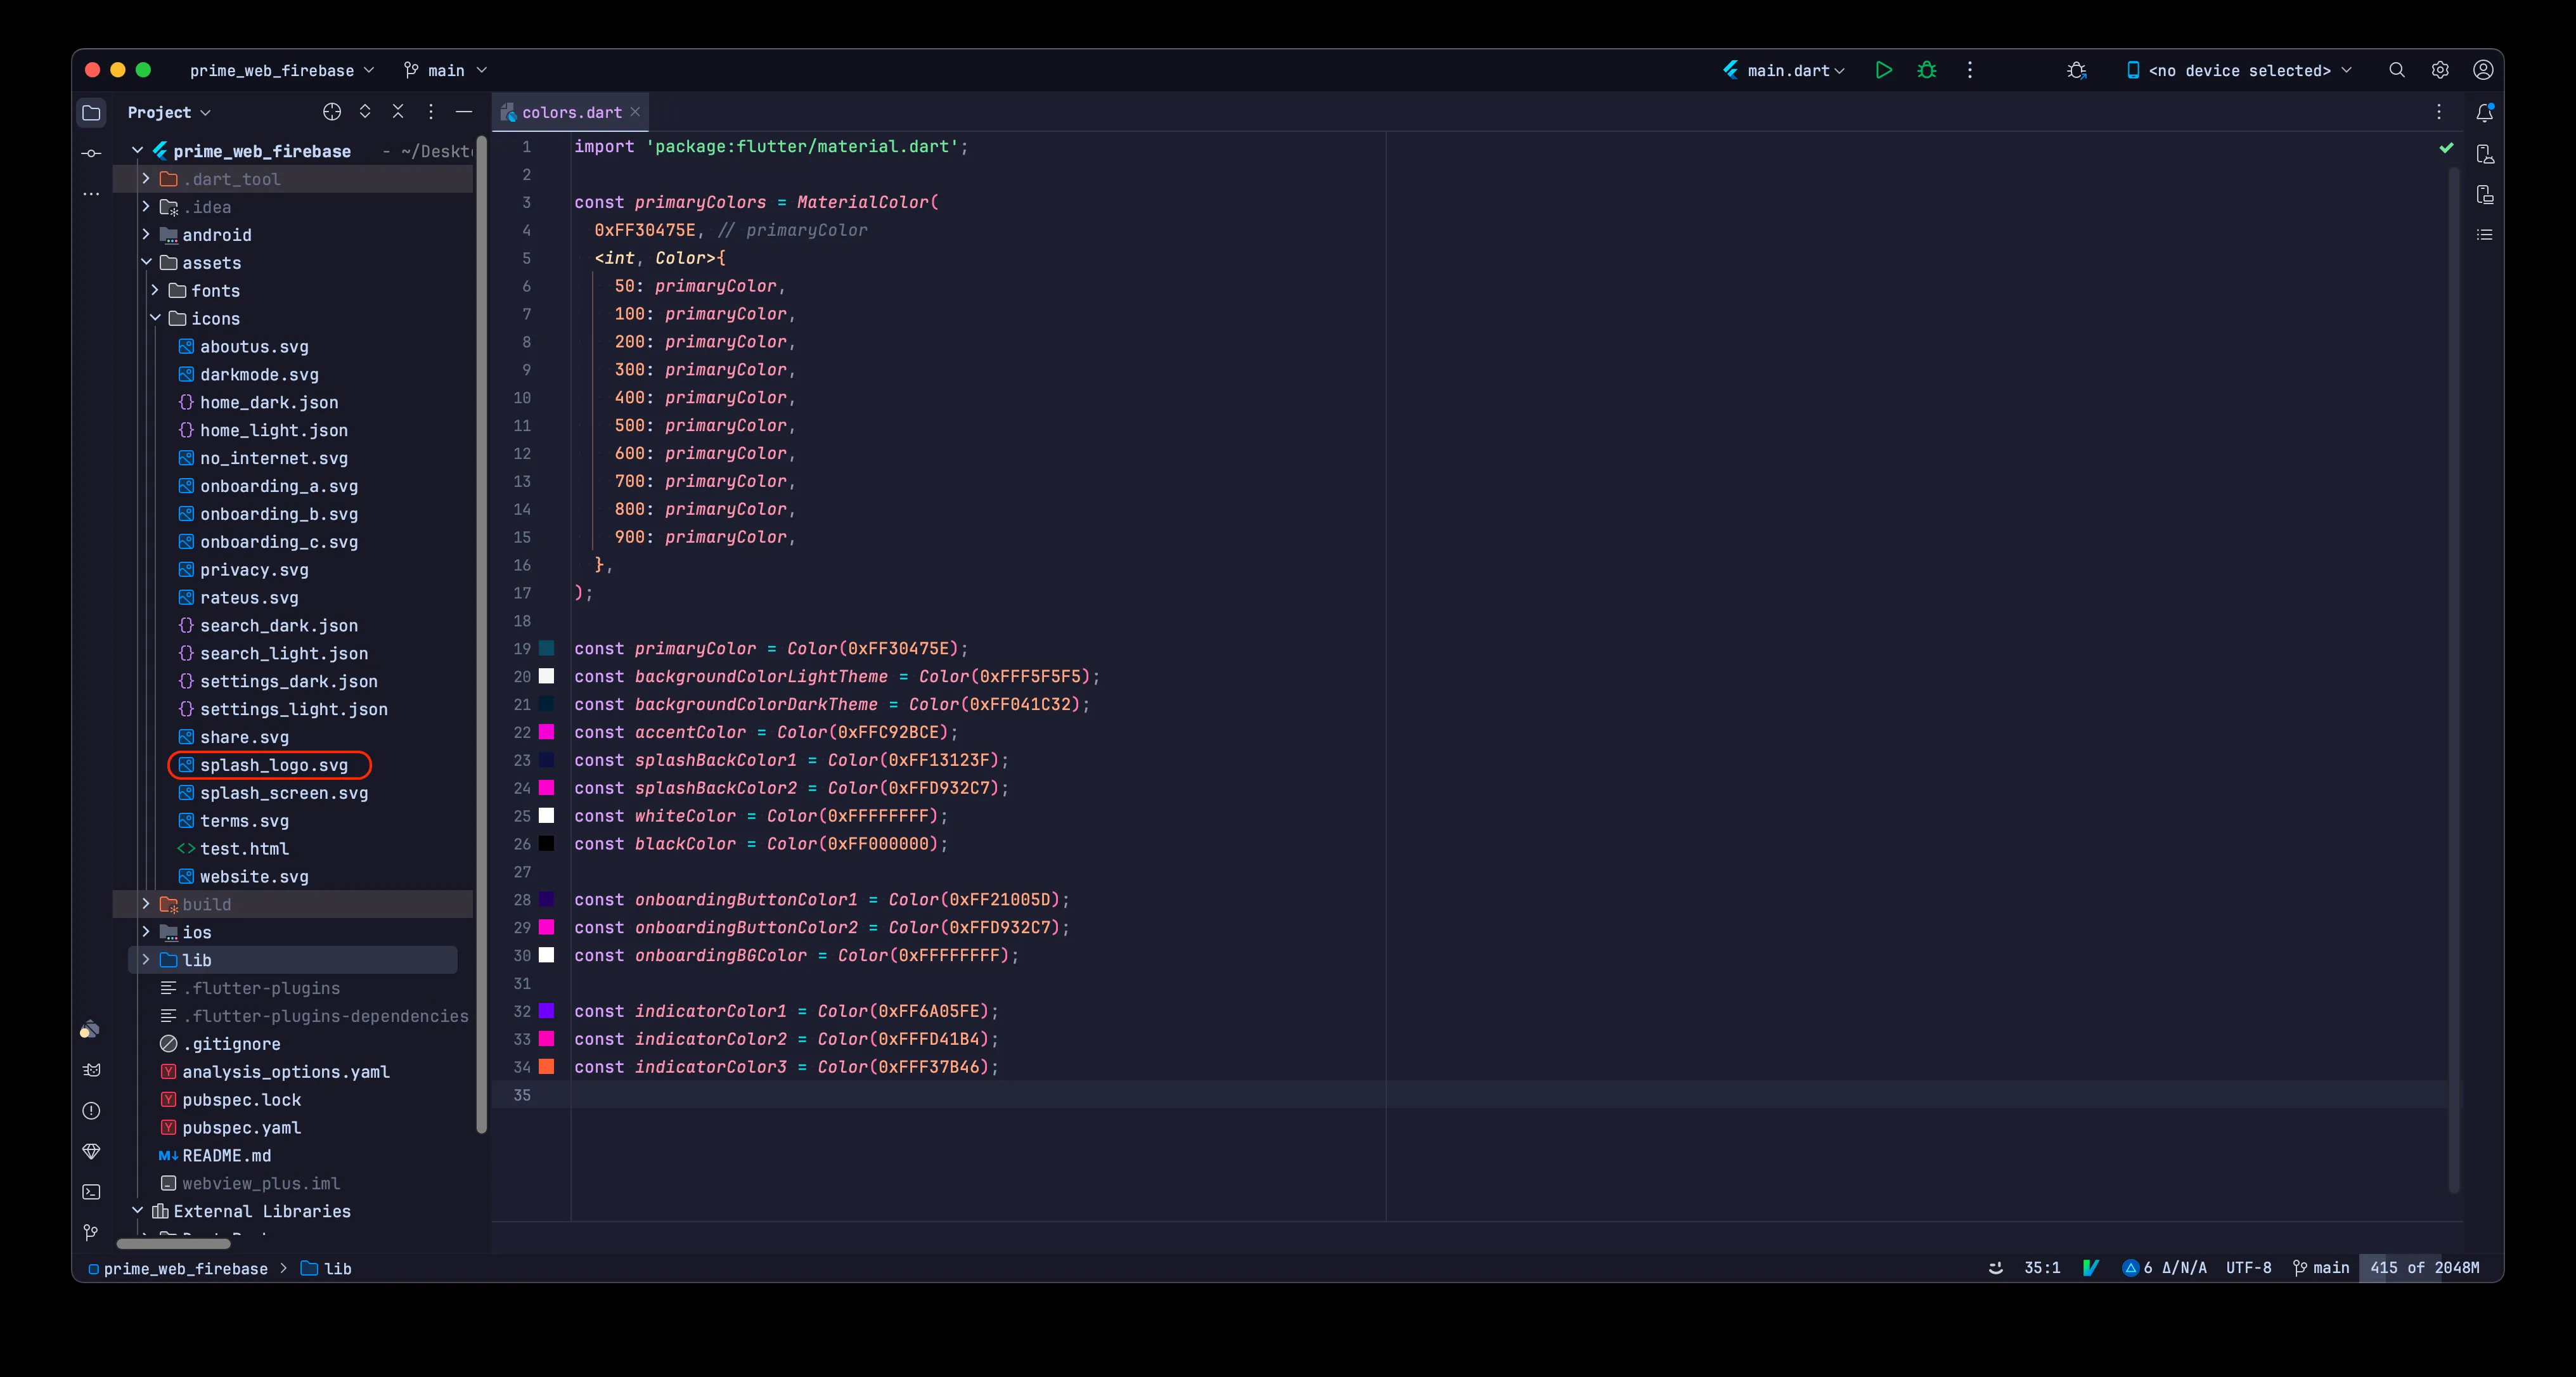 prime_web_firebase main main.dart <no device selected>
Project
colors.dart
prime_web_firebase - ~/Deskt
.dart_tool
.idea
android
assets
fonts
icons
aboutus.svg
darkmode.svg
home_dark.json
home_light.json
no_internet.svg
onboarding_a.svg
onboarding_b.svg
onboarding_c.svg
privacy.svg
rateus.svg
search_dark.json
search_light.json
settings_dark.json
settings_light.json
share.svg
splash_logo.svg
splash_screen.svg
terms.svg
test.html
website.svg
build
ios
lib
.flutter-plugins
.flutter-plugins-dependencies
.gitignore
analysis_options.yaml
pubspec.lock
pubspec.yaml
README.md
webview_plus.iml
External Libraries
1 import 'package:flutter/material.dart';
2
3 const primaryColors = MaterialColor(
4 0xFF30475E, // primaryColor
5 <int, Color>{
6 50: primaryColor,
7 100: primaryColor,
8 200: primaryColor,
9 300: primaryColor,
10 400: primaryColor,
11 500: primaryColor,
12 600: primaryColor,
13 700: primaryColor,
14 800: primaryColor,
15 900: primaryColor,
16 },
17 );
18
19 const primaryColor = Color(0xFF30475E);
20 const backgroundColorLightTheme = Color(0xFFF5F5F5);
21 const backgroundColorDarkTheme = Color(0xFF041C32);
22 const accentColor = Color(0xFFC92BCE);
23 const splashBackColor1 = Color(0xFF13123F);
24 const splashBackColor2 = Color(0xFFD932C7);
25 const whiteColor = Color(0xFFFFFFFF);
26 const blackColor = Color(0xFF000000);
27
28 const onboardingButtonColor1 = Color(0xFF21005D);
29 const onboardingButtonColor2 = Color(0xFFD932C7);
30 const onboardingBGColor = Color(0xFFFFFFFF);
31
32 const indicatorColor1 = Color(0xFF6A05FE);
33 const indicatorColor2 = Color(0xFFFD41B4);
34 const indicatorColor3 = Color(0xFFF37B46);
35
prime_web_firebase > lib 35:1 6 Δ/N/A UTF-8 main 415 of 2048M